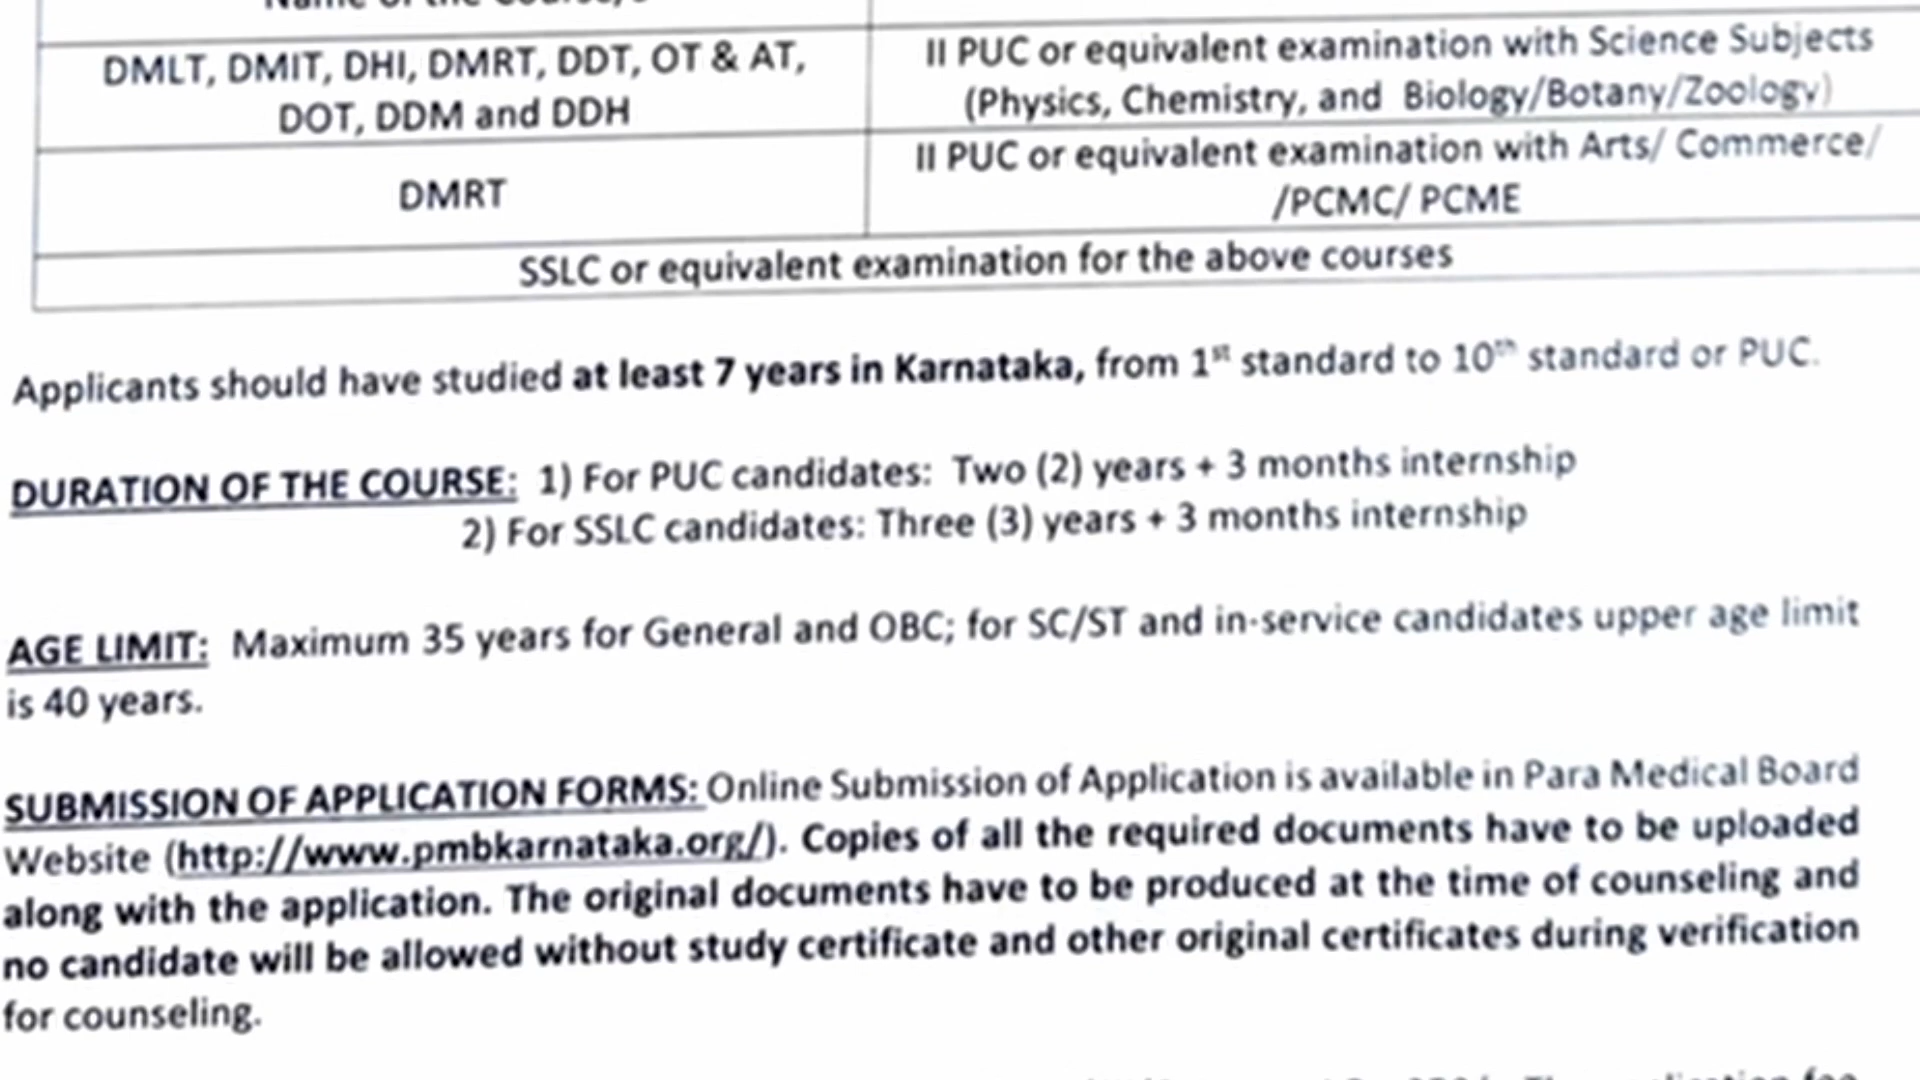 Name of the Course/s
DMLT, DMIT, DHI, DMRT, DDT, OT & AT,
DOT, DDM and DDH
II PUC or equivalent examination with Science Subjects
(Physics, Chemistry, and Biology/Botany/Zoology)
DMRT
II PUC or equivalent examination with Arts/ Commerce/
/PCMC/ PCME
SSLC or equivalent examination for the above courses
Applicants should have studied at least 7 years in Karnataka, from 1st standard to 10th standard or PUC.
DURATION OF THE COURSE: 1) For PUC candidates: Two (2) years + 3 months internship
2) For SSLC candidates: Three (3) years + 3 months internship
AGE LIMIT: Maximum 35 years for General and OBC; for SC/ST and in-service candidates upper age limit
is 40 years.
SUBMISSION OF APPLICATION FORMS: Online Submission of Application is available in Para Medical Board
Website (http://www.pmbkarnataka.org/). Copies of all the required documents have to be uploaded
along with the application. The original documents have to be produced at the time of counseling and
no candidate will be allowed without study certificate and other original certificates during verification
for counseling.